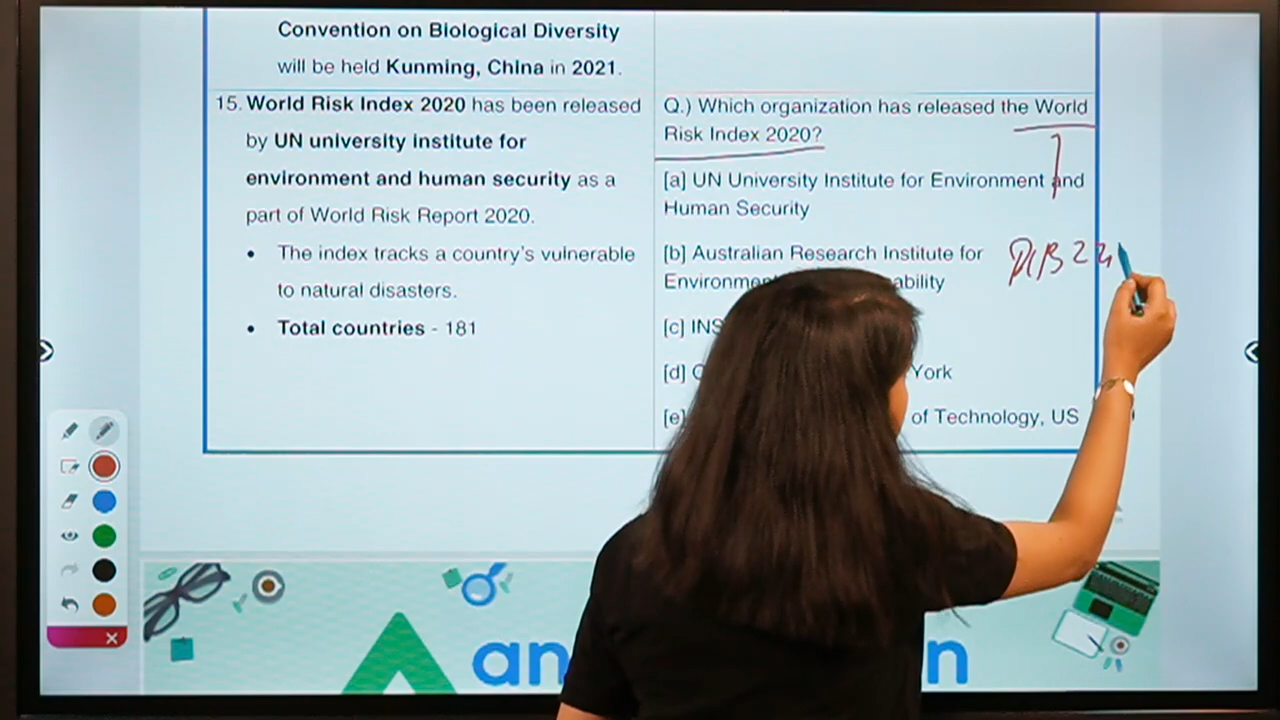 Convention on Biological Diversity
will be held Kunming, China in 2021.
15. World Risk Index 2020 has been released
by UN university institute for
environment and human security as a
part of World Risk Report 2020.
• The index tracks a country's vulnerable
to natural disasters.
• Total countries - 181
Q.) Which organization has released the World
Risk Index 2020?
[a] UN University Institute for Environment and
Human Security
[b] Australian Research Institute for
ability
[c]
[d] York
[e] of Technology, US